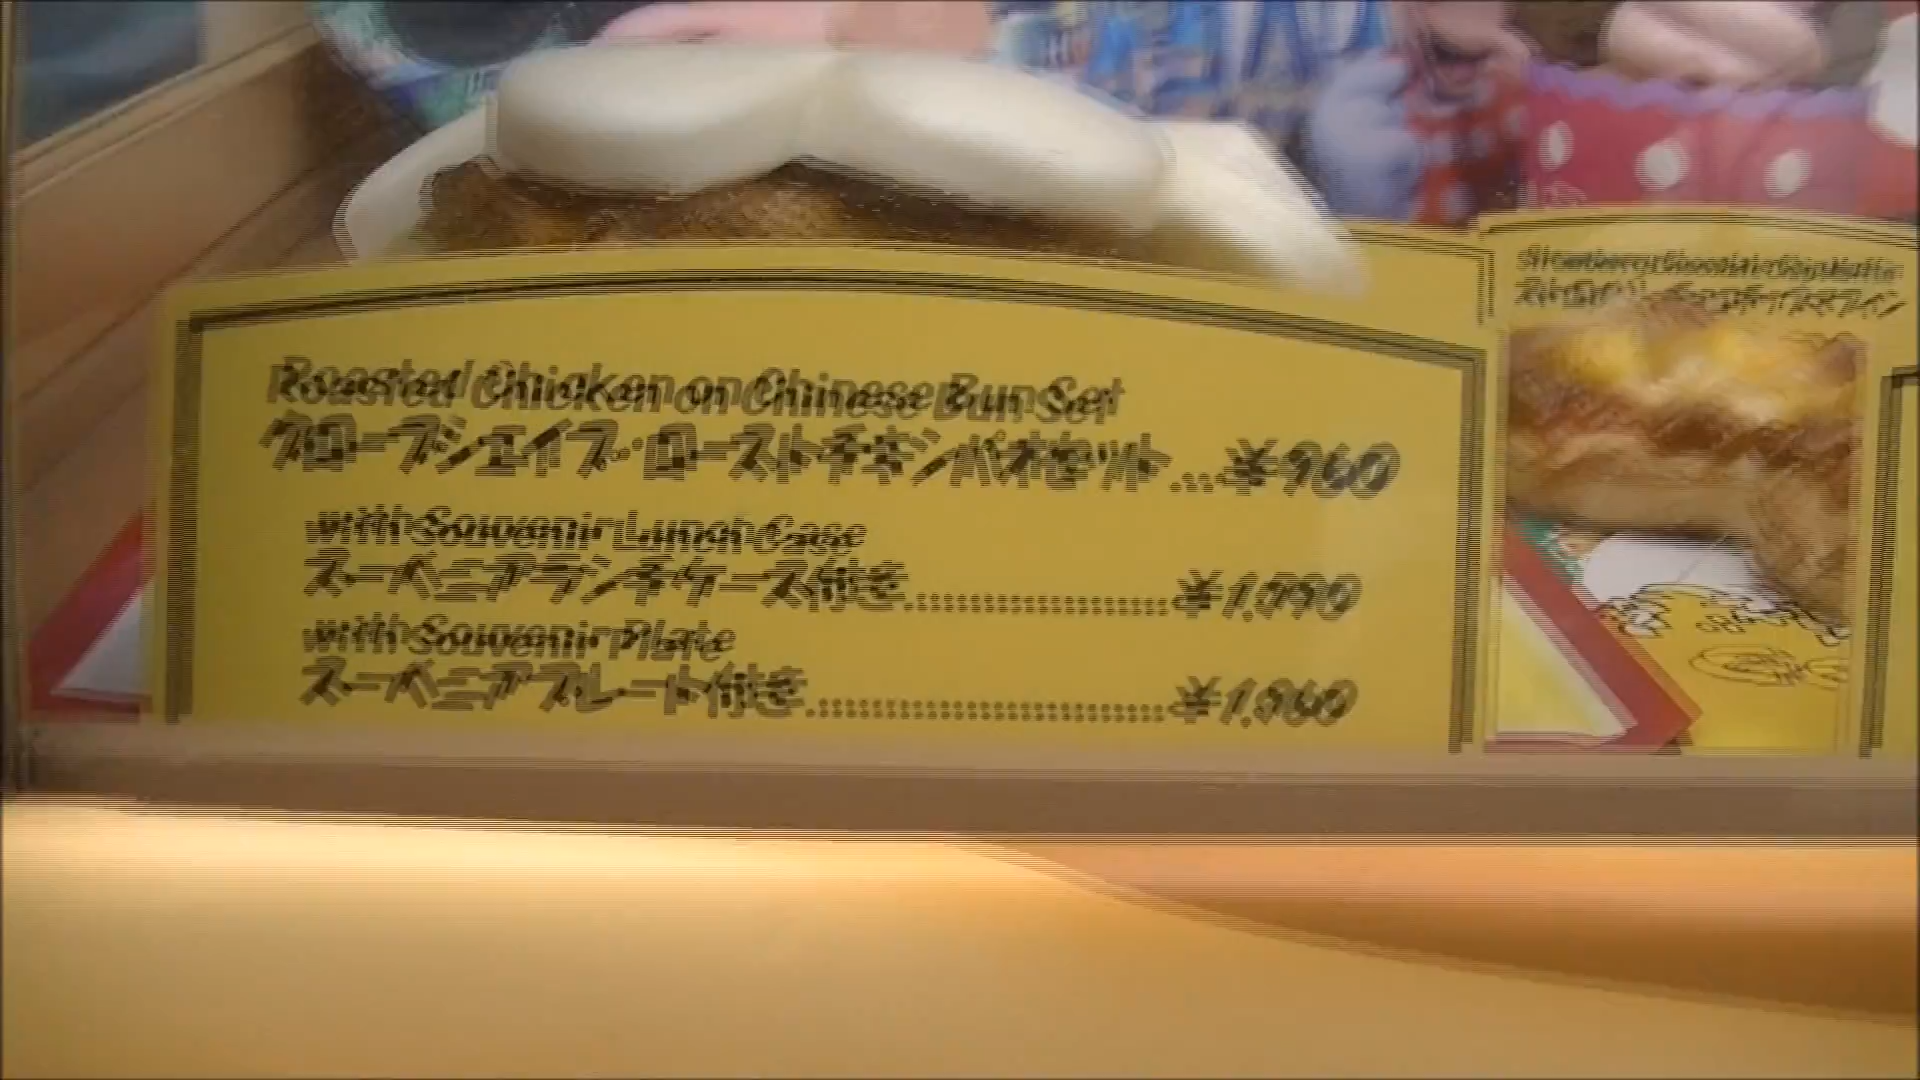 Roasted Chicken on Chinese Bun Set
グローブシェイプ・ローストチキンパオセット...¥960
with Souvenir Lunch Case
スーベニアランチケース付き..............................¥1,
with Souvenir Plate
スーベニアプレート付き..............................¥1,